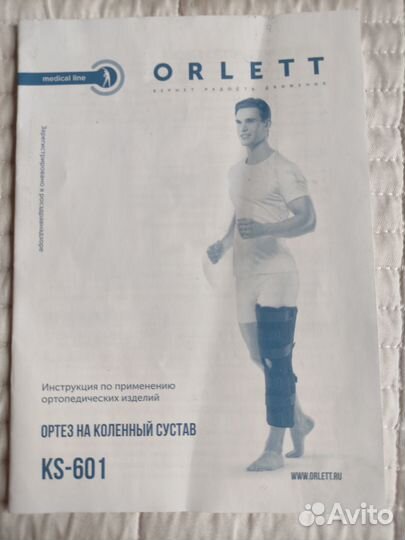 medical line
ORLETT
ВЕРНЕТ РАДОСТЬ ДВИЖЕНИЯ
Зарегистрировано в росздравнадзоре
Инструкция по применению
ортопедических изделий
ОРТЕЗ НА КОЛЕННЫЙ СУСТАВ
KS-601
WWW.ORLETT.RU
Avito